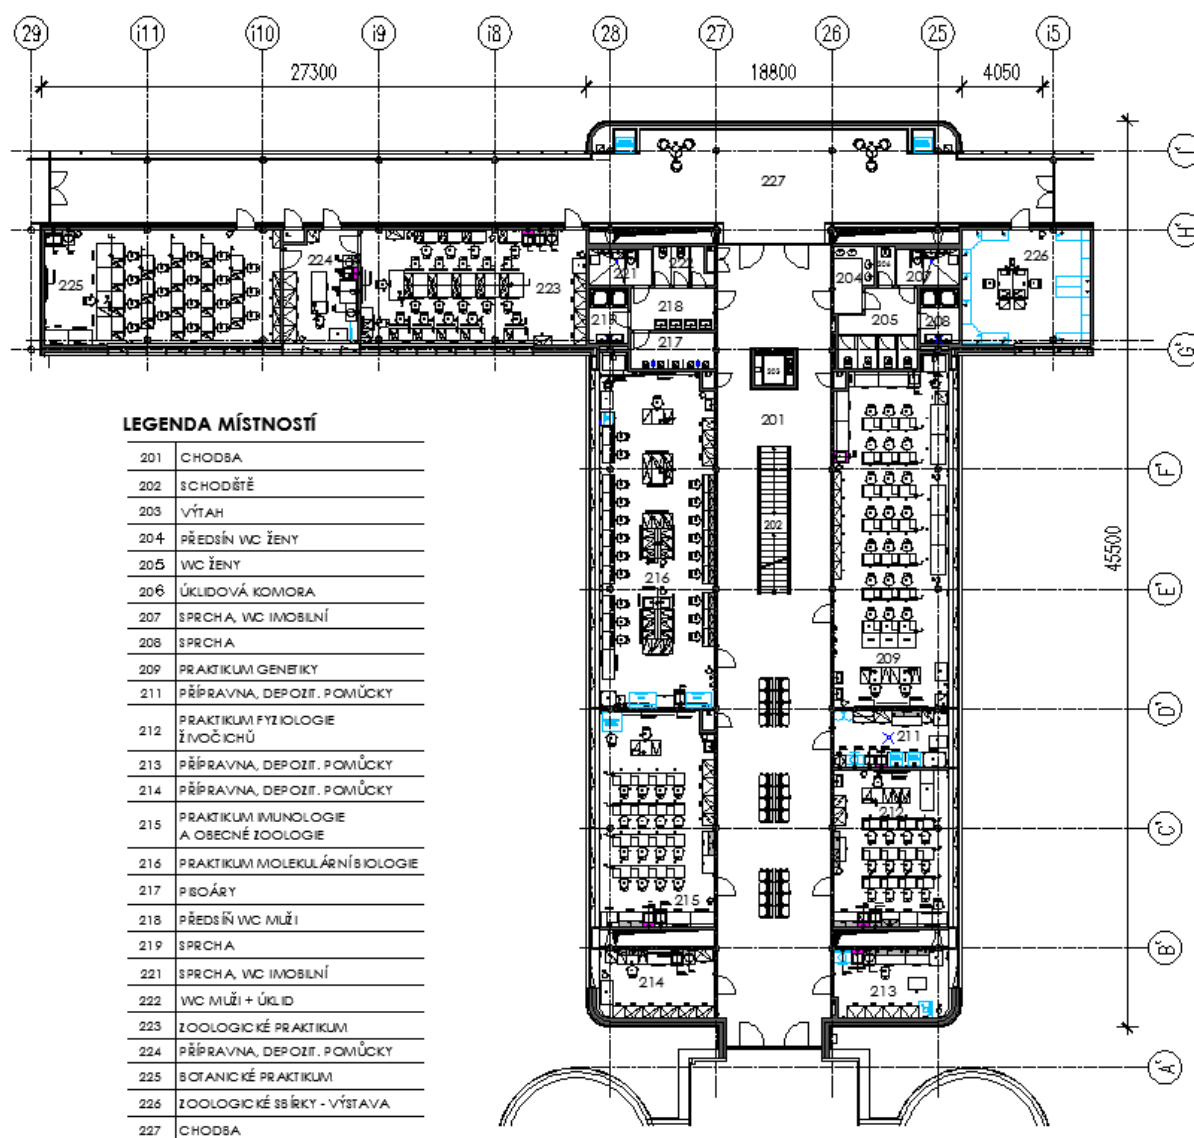 29 i11 i10 i9 i8 28 27 26 25 i5
27300 18800 4050
I'
227
H'
225 224 223 221 222 204 207 226
218 205 208
217
G'
203
201
LEGENDA MÍSTNOSTÍ
201 CHODBA
202 SCHODIŠTĚ
203 VÝTAH
204 PŘEDSÍN WC ŽENY
205 WC ŽENY
206 ÚKLIDOVÁ KOMORA
207 SPRCHA, WC IMOBILNÍ
208 SPRCHA
209 PRAKTIKUM GENETIKY
211 PŘÍPRAVNA, DEPOZIT. POMŮCKY
212 PRAKTIKUM FYZIOLOGIE
ŽIVOČICHŮ
213 PŘÍPRAVNA, DEPOZIT. POMŮCKY
214 PŘÍPRAVNA, DEPOZIT. POMŮCKY
215 PRAKTIKUM IMUNOLOGIE
A OBECNÉ ZOOLOGIE
216 PRAKTIKUM MOLEKULÁRNÍ BIOLOGIE
217 PISOÁRY
218 PŘEDSÍŇ WC MUŽI
219 SPRCHA
221 SPRCHA, WC IMOBILNÍ
222 WC MUŽI + ÚKLID
223 ZOOLOGICKÉ PRAKTIKUM
224 PŘÍPRAVNA, DEPOZIT. POMŮCKY
225 BOTANICKÉ PRAKTIKUM
226 ZOOLOGICKÉ SBÍRKY - VÝSTAVA
227 CHODBA
F'
202
45500
216
E'
209
D'
211
212
C'
215
B'
214 213
A'